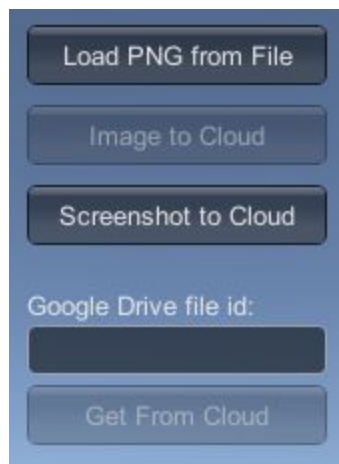 Load PNG from File
Image to Cloud
Screenshot to Cloud
Google Drive file id:
Get From Cloud